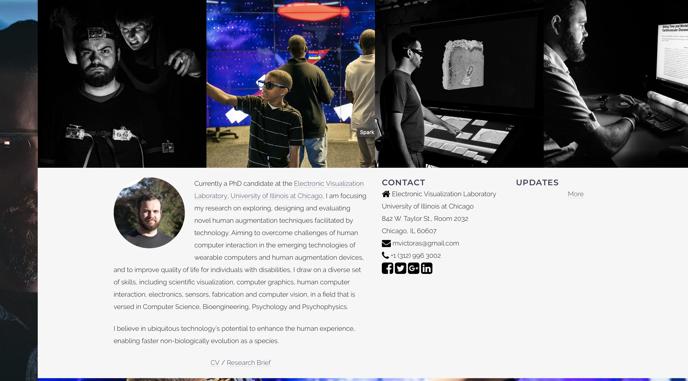 Spark
Currently a PhD candidate at the Electronic Visualization
Laboratory, University of Illinois at Chicago, I am focusing
my research on exploring, designing and evaluating
novel human augmentation techniques facilitated by
technology. Aiming to overcome challenges of human
computer interaction in the emerging technologies of
wearable computers and human augmentation devices,
and to improve quality of life for individuals with disabilities, I draw on a diverse set
of skills, including scientific visualization, computer graphics, human computer
interaction, electronics, sensors, fabrication and computer vision, in a field that is
versed in Computer Science, Bioengineering, Psychology and Psychophysics.
I believe in ubiquitous technology's potential to enhance the human experience,
enabling faster non-biologically evolution as a species.
CV / Research Brief
CONTACT
Electronic Visualization Laboratory
University of Illinois at Chicago
842 W. Taylor St., Room 2032
Chicago, IL 60607
mvictoras@gmail.com
+1 (312) 996 3002
UPDATES
More